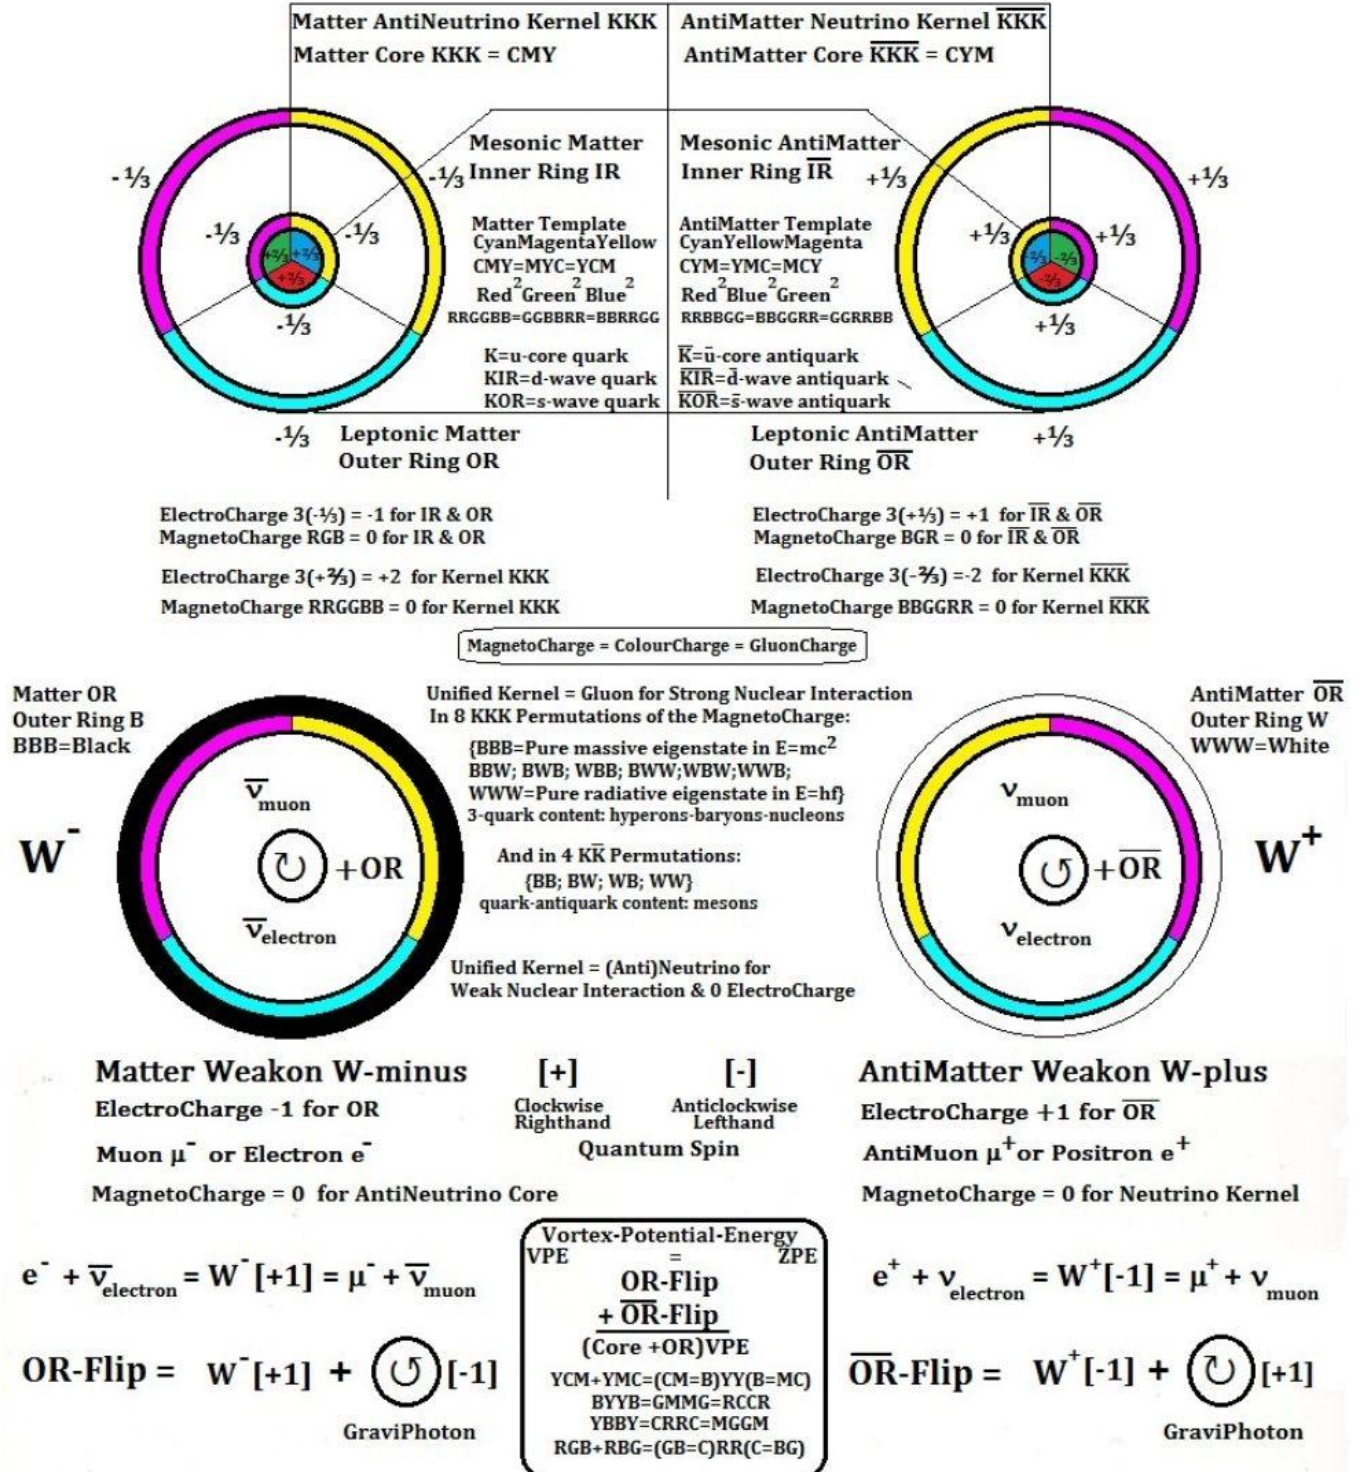 Matter AntiNeutrino Kernel KKK
Matter Core KKK = CMY
AntiMatter Neutrino Kernel K̅K̅K̅
AntiMatter Core K̅K̅K̅ = CYM
Mesonic Matter
Inner Ring IR
Mesonic AntiMatter
Inner Ring I̅R̅
- ⅓
-⅓
+⅓
+⅓
-⅓
-⅓
+⅔
+⅔
+⅔
-⅓
Matter Template
CyanMagentaYellow
CMY=MYC=YCM
Red²Green²Blue²
RRGGBB=GGBBRR=BBRRGG
K=u-core quark
KIR=d-wave quark
KOR=s-wave quark
AntiMatter Template
CyanYellowMagenta
CYM=YMC=MCY
Red²Blue²Green²
RRBBGG=BBGGRR=GGRRBB
K̅=ū-core antiquark
K̅I̅R̅=d̄-wave antiquark
K̅O̅R̅=s̄-wave antiquark
+⅓
+⅓
-⅔
-⅔
-⅔
+⅓
-⅓
Leptonic Matter
Outer Ring OR
Leptonic AntiMatter
Outer Ring O̅R̅
+⅓
ElectroCharge 3(-⅓) = -1 for IR & OR
MagnetoCharge RGB = 0 for IR & OR
ElectroCharge 3(+⅔) = +2 for Kernel KKK
MagnetoCharge RRGGBB = 0 for Kernel KKK
ElectroCharge 3(+⅓) = +1 for I̅R̅ & O̅R̅
MagnetoCharge BGR = 0 for I̅R̅ & O̅R̅
ElectroCharge 3(-⅔) =-2 for Kernel K̅K̅K̅
MagnetoCharge BBGGRR = 0 for Kernel K̅K̅K̅
MagnetoCharge = ColourCharge = GluonCharge
Matter OR
Outer Ring B
BBB=Black
W⁻
ν̅muon
↻ +OR
ν̅electron
Unified Kernel = Gluon for Strong Nuclear Interaction
In 8 KKK Permutations of the MagnetoCharge:
{BBB=Pure massive eigenstate in E=mc²
BBW; BWB; WBB; BWW;WBW;WWB;
WWW=Pure radiative eigenstate in E=hf}
3-quark content: hyperons-baryons-nucleons
And in 4 KK̅ Permutations:
{BB; BW; WB; WW}
quark-antiquark content: mesons
Unified Kernel = (Anti)Neutrino for
Weak Nuclear Interaction & 0 ElectroCharge
AntiMatter O̅R̅
Outer Ring W
WWW=White
W⁺
νmuon
↺ +O̅R̅
νelectron
Matter Weakon W-minus
ElectroCharge -1 for OR
Muon μ⁻ or Electron e⁻
MagnetoCharge = 0 for AntiNeutrino Core
[+]
Clockwise
Righthand
[-]
Anticlockwise
Lefthand
Quantum Spin
AntiMatter Weakon W-plus
ElectroCharge +1 for O̅R̅
AntiMuon μ⁺ or Positron e⁺
MagnetoCharge = 0 for Neutrino Kernel
e⁻ + ν̅electron = W⁻[+1] = μ⁻ + ν̅muon
OR-Flip = W⁻[+1] + ↺ [-1]
GraviPhoton
Vortex-Potential-Energy
VPE = ZPE
OR-Flip
+ O̅R̅-Flip
(Core +OR)VPE
YCM+YMC=(CM=B)YY(B=MC)
BYYB=GMMG=RCCR
YBBY=CRRC=MGGM
RGB+RBG=(GB=C)RR(C=BG)
e⁺ + νelectron = W⁺[-1] = μ⁺ + νmuon
O̅R̅-Flip = W⁺[-1] + ↻ [+1]
GraviPhoton